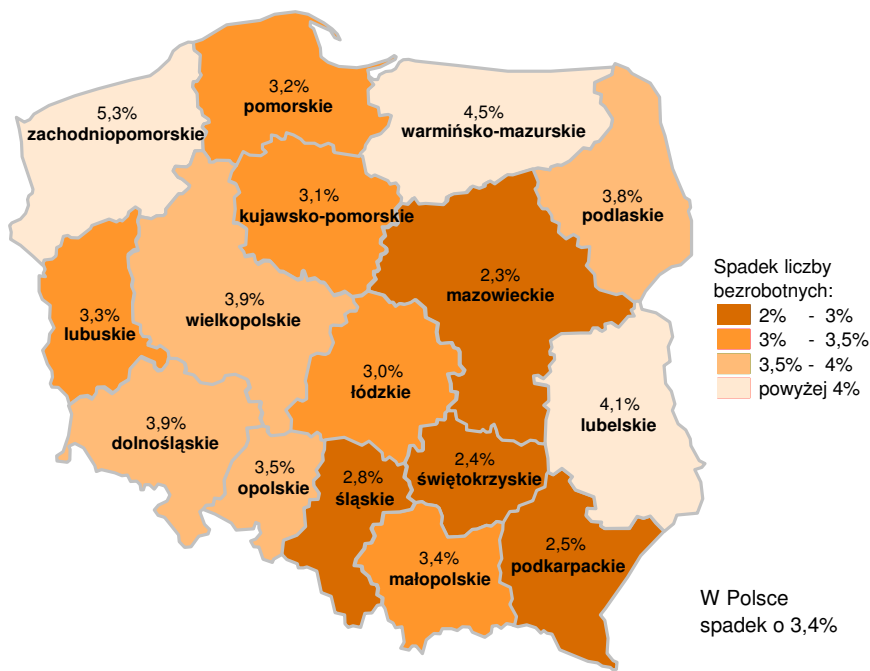 3,2%
pomorskie
5,3%
zachodniopomorskie
4,5%
warmińsko-mazurskie
3,1%
kujawsko-pomorskie
3,8%
podlaskie
2,3%
mazowieckie
3,9%
wielkopolskie
3,3%
lubuskie
3,0%
łódzkie
4,1%
lubelskie
3,9%
dolnośląskie
3,5%
opolskie
2,8%
śląskie
2,4%
świętokrzyskie
3,4%
małopolskie
2,5%
podkarpackie
Spadek liczby
bezrobotnych:
2% - 3%
3% - 3,5%
3,5% - 4%
powyżej 4%
W Polsce
spadek o 3,4%